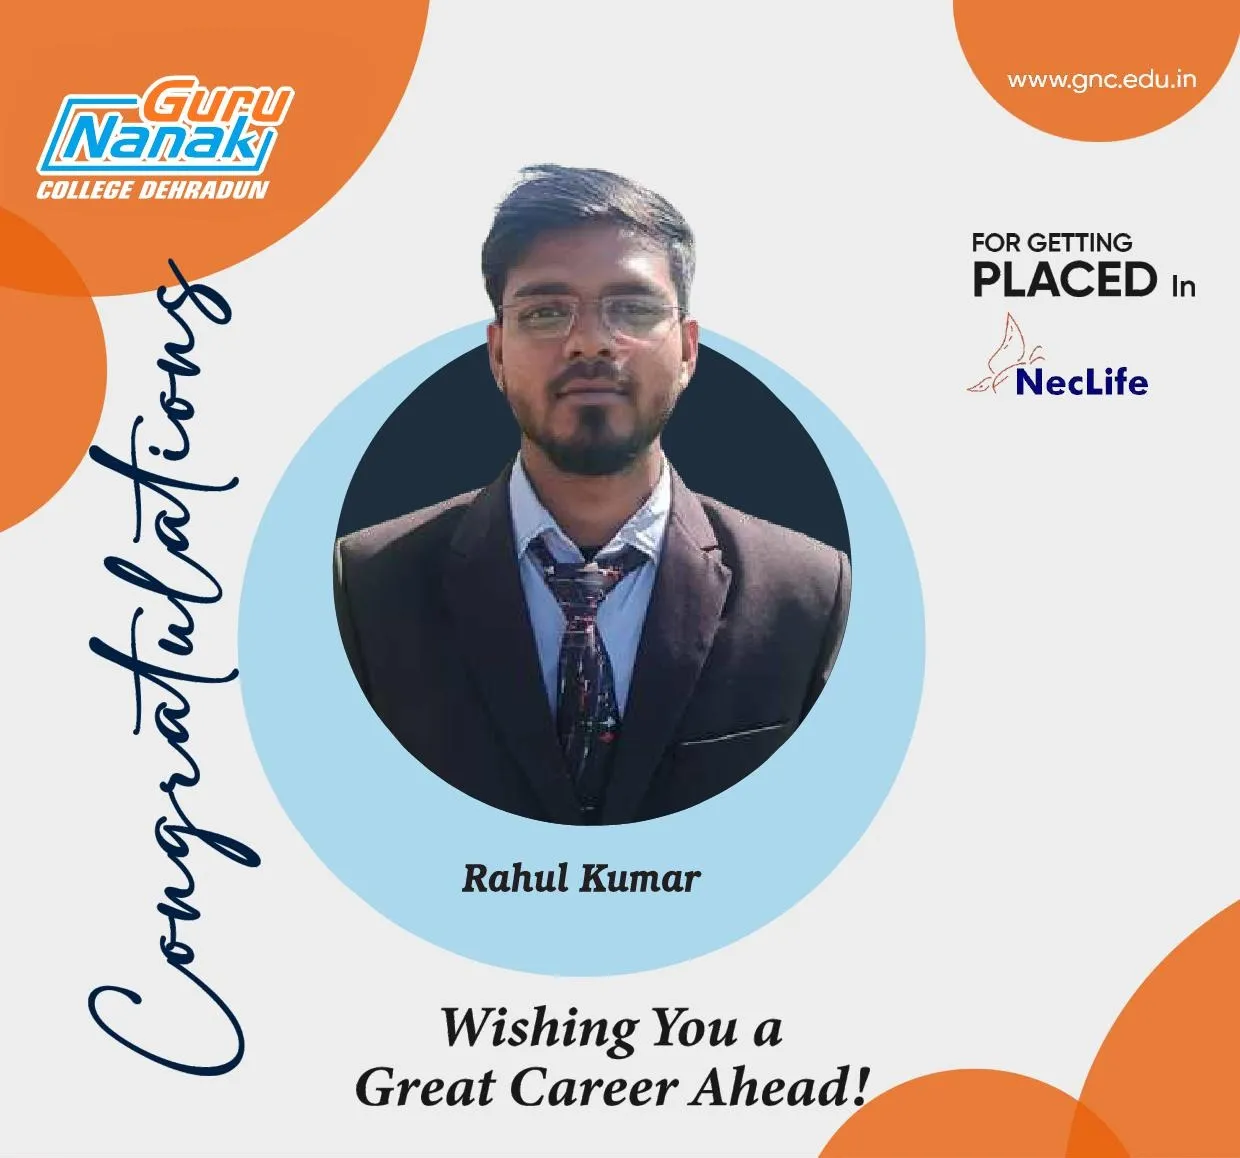 Guru
Nanak
COLLEGE DEHRADUN
www.gnc.edu.in
Congratulations
FOR GETTING
PLACED In
NecLife
Rahul Kumar
Wishing You a
Great Career Ahead!